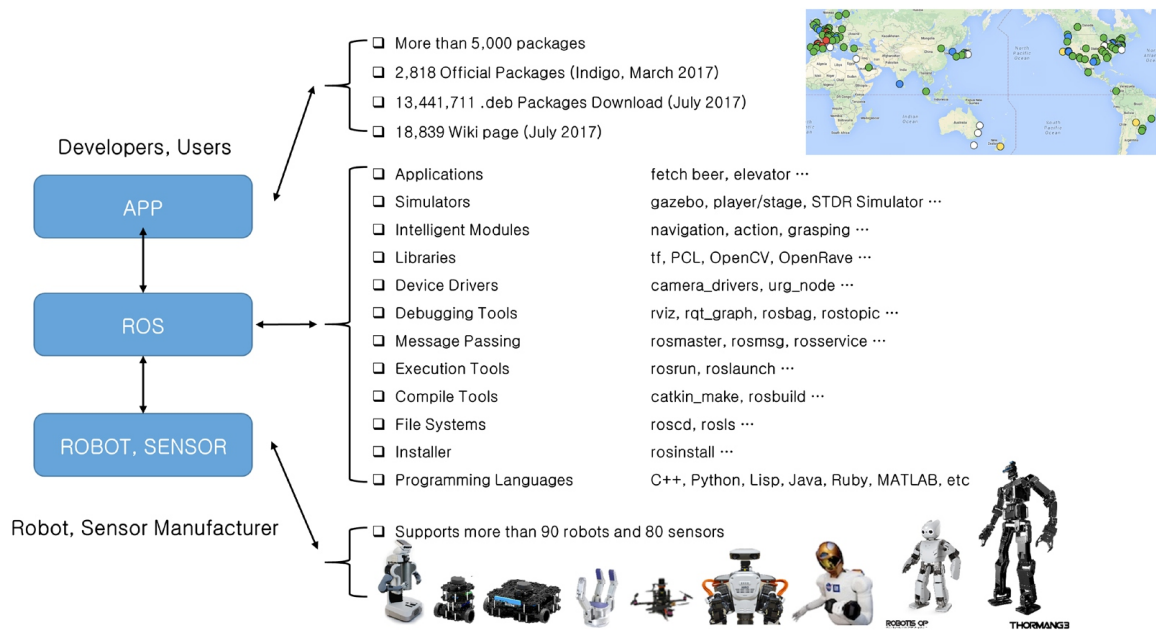 ❑ More than 5,000 packages
❑ 2,818 Official Packages (Indigo, March 2017)
❑ 13,441,711 .deb Packages Download (July 2017)
❑ 18,839 Wiki page (July 2017)
Developers, Users
APP
ROS
ROBOT, SENSOR
Robot, Sensor Manufacturer
❑ Applications fetch beer, elevator ⋯
❑ Simulators gazebo, player/stage, STDR Simulator ⋯
❑ Intelligent Modules navigation, action, grasping ⋯
❑ Libraries tf, PCL, OpenCV, OpenRave ⋯
❑ Device Drivers camera_drivers, urg_node ⋯
❑ Debugging Tools rviz, rqt_graph, rosbag, rostopic ⋯
❑ Message Passing rosmaster, rosmsg, rosservice ⋯
❑ Execution Tools rosrun, roslaunch ⋯
❑ Compile Tools catkin_make, rosbuild ⋯
❑ File Systems roscd, rosls ⋯
❑ Installer rosinstall ⋯
❑ Programming Languages C++, Python, Lisp, Java, Ruby, MATLAB, etc
❑ Supports more than 90 robots and 80 sensors
ROBOTIS OP
THORMANG3